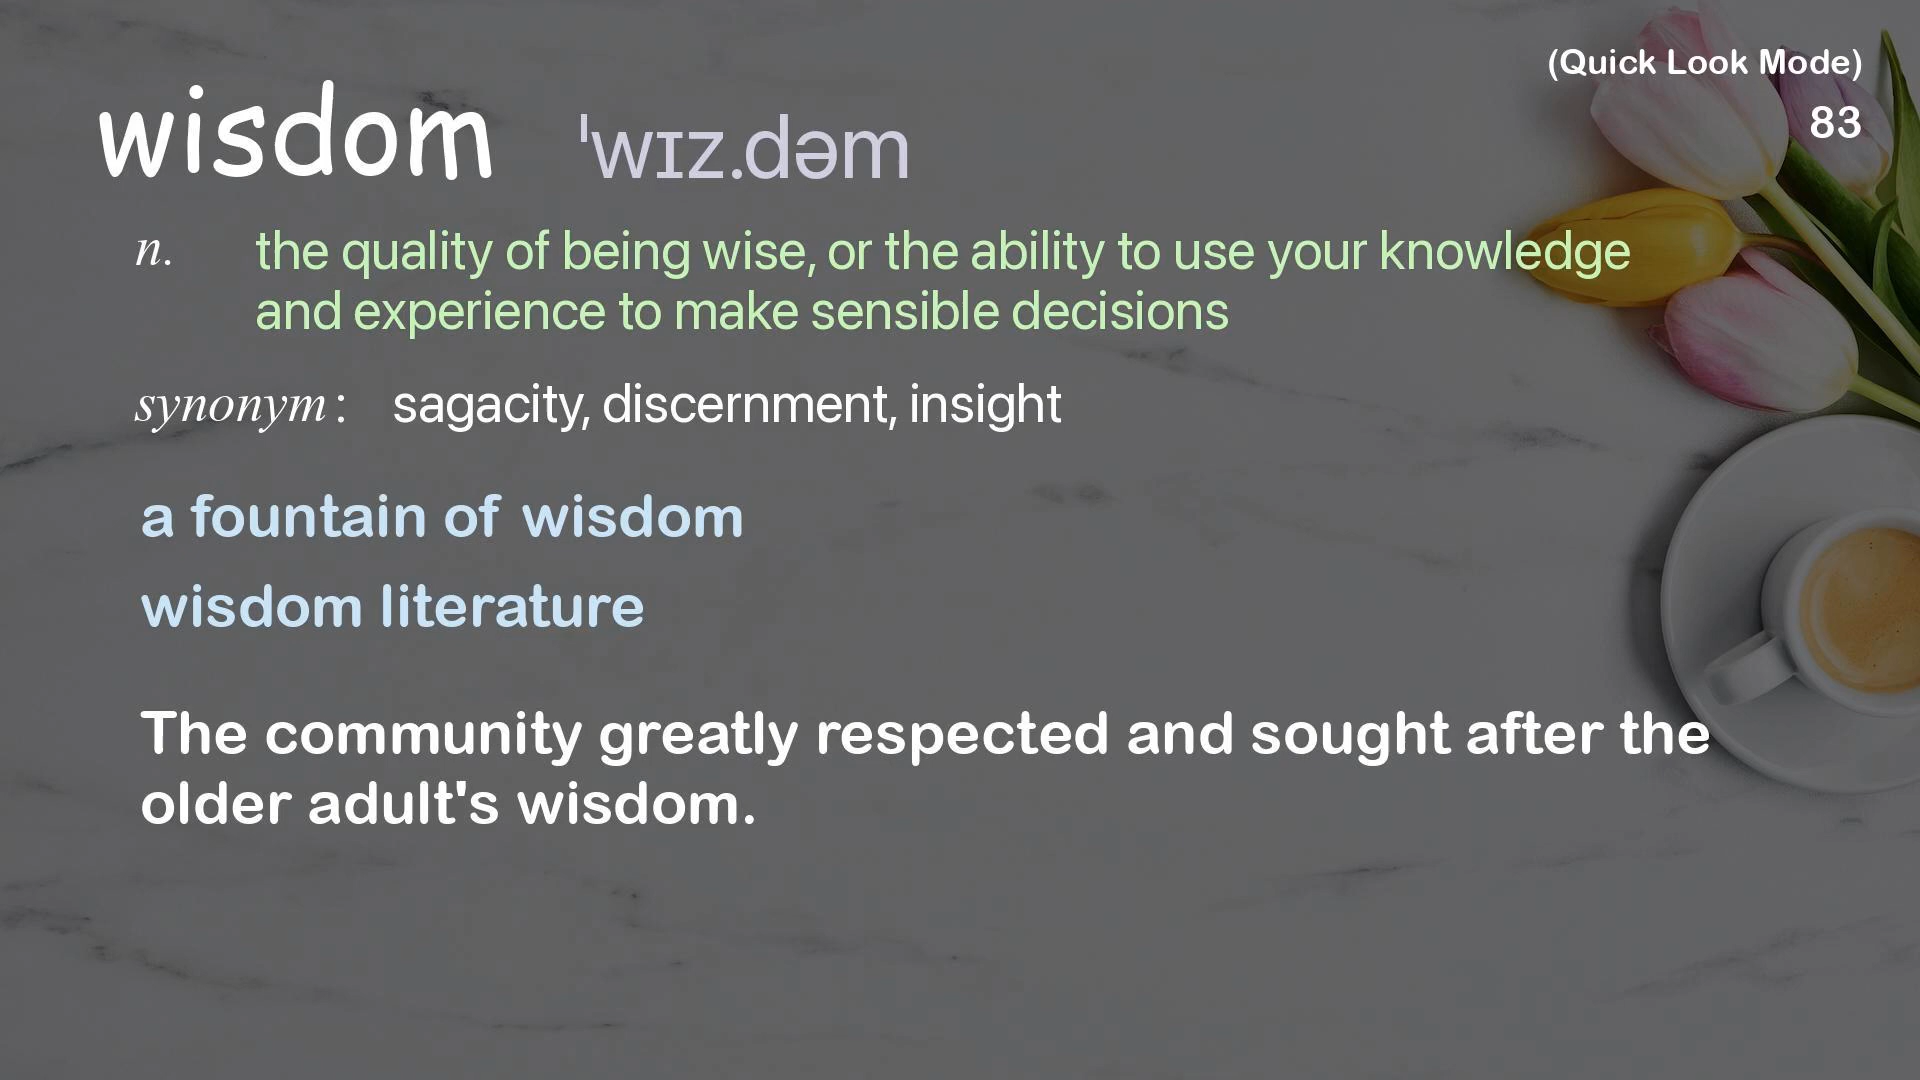 (Quick Look Mode)
83
wisdom ˈwɪz.dəm
n. the quality of being wise, or the ability to use your knowledge
and experience to make sensible decisions
synonym: sagacity, discernment, insight
a fountain of wisdom
wisdom literature
The community greatly respected and sought after the
older adult's wisdom.